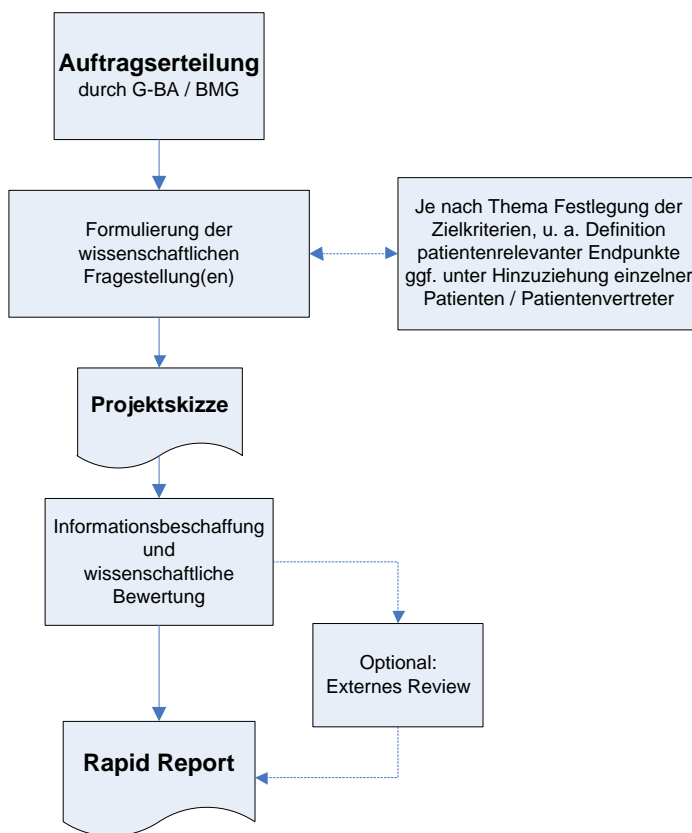 Auftragserteilung
durch G-BA / BMG
Formulierung der
wissenschaftlichen
Fragestellung(en)
Je nach Thema Festlegung der
Zielkriterien, u. a. Definition
patientenrelevanter Endpunkte
ggf. unter Hinzuziehung einzelner
Patienten / Patientenvertreter
Projektskizze
Informationsbeschaffung
und
wissenschaftliche
Bewertung
Optional:
Externes Review
Rapid Report